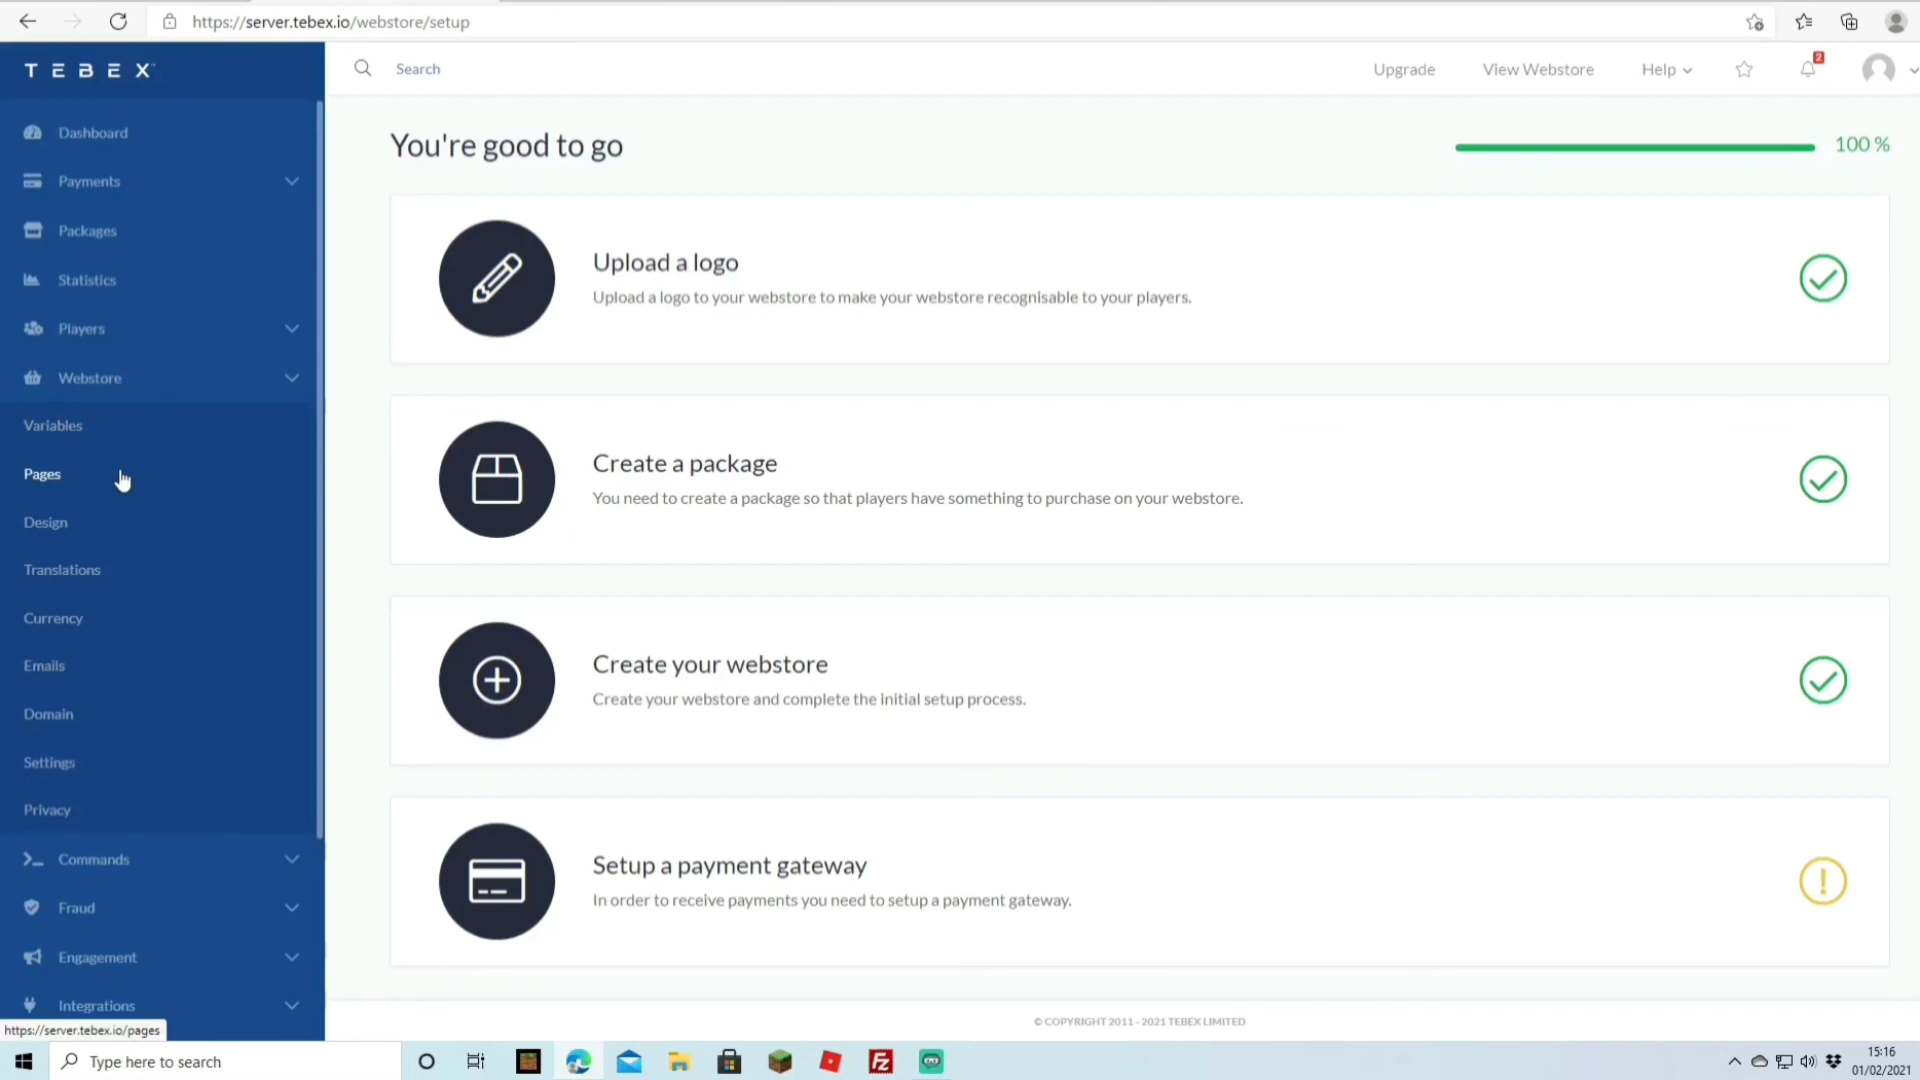 https://server.tebex.io/webstore/setup
TEBEX
Search
Upgrade
View Webstore
Help
2
Dashboard
Payments
Packages
Statistics
Players
Webstore
Variables
Pages
Design
Translations
Currency
Emails
Domain
Settings
Privacy
Commands
Fraud
Engagement
Integrations
You're good to go
100 %
Upload a logo
Upload a logo to your webstore to make your webstore recognisable to your players.
Create a package
You need to create a package so that players have something to purchase on your webstore.
Create your webstore
Create your webstore and complete the initial setup process.
Setup a payment gateway
In order to receive payments you need to setup a payment gateway.
© COPYRIGHT 2011 - 2021 TEBEX LIMITED
https://server.tebex.io/pages
Type here to search
FZ
15:16
01/02/2021